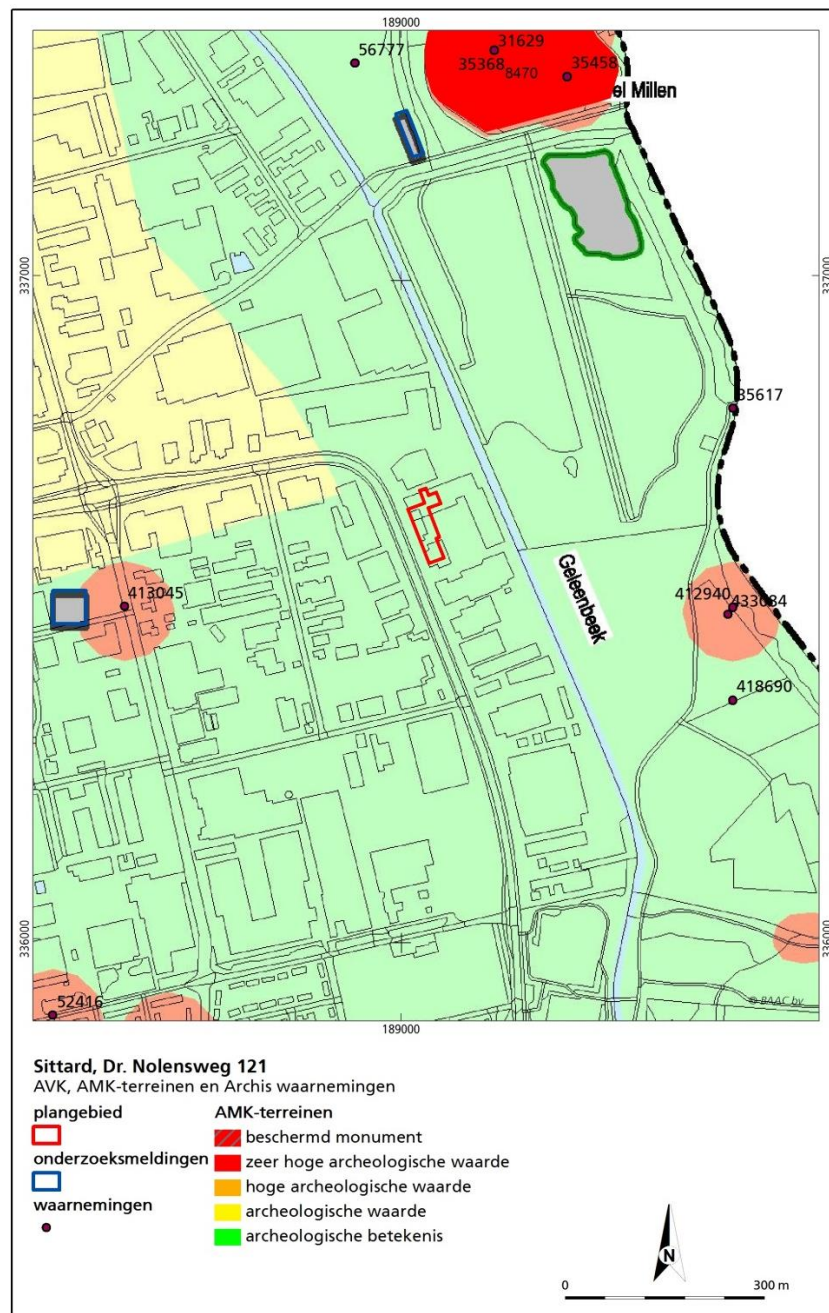 189000
56777
31629
35368
8470
35458
el Millen
337000
337000
35617
413045
412940
433084
Geleenbeek
418690
336000
336000
52416
© BAAC bv
189000
Sittard, Dr. Nolensweg 121
AVK, AMK-terreinen en Archis waarnemingen
plangebied
onderzoeksmeldingen
waarnemingen
AMK-terreinen
beschermd monument
zeer hoge archeologische waarde
hoge archeologische waarde
archeologische waarde
archeologische betekenis
N
0 300 m